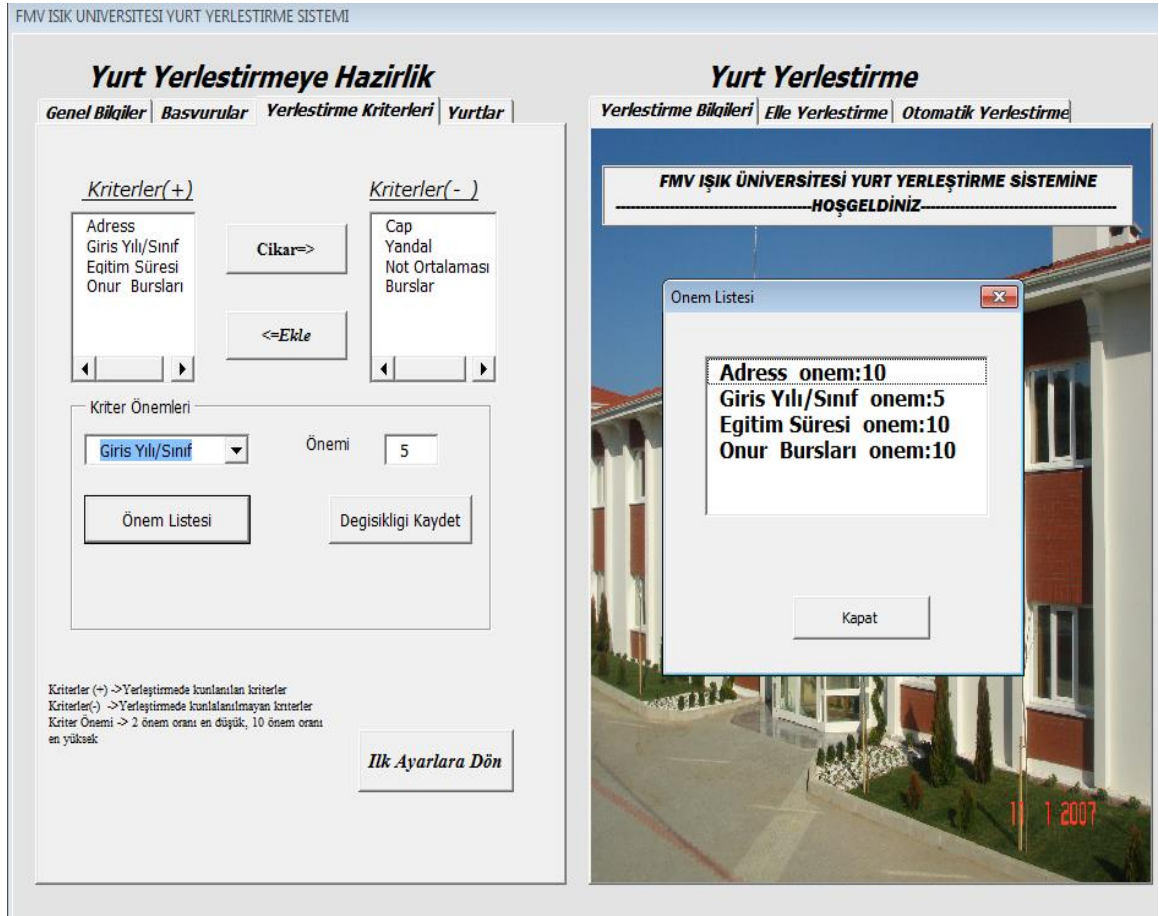 FMV ISIK UNIVERSITESI YURT YERLESTIRME SISTEMI
Yurt Yerlestirmeye Hazirlik
Genel Bilgiler Basvurular Yerlestirme Kriterleri Yurtlar
Kriterler(+)
Adress
Giris Yılı/Sınıf
Egitim Süresi
Onur Bursları
Cikar=>
<=Ekle
Kriterler(- )
Cap
Yandal
Not Ortalaması
Burslar
Kriter Önemleri
Giris Yılı/Sınıf
Önemi
5
Önem Listesi
Degisikligi Kaydet
Kriterler (+) ->Yerleştirmede kunlanılan kriterler
Kriterler(-) ->Yerleştirmede kunlalanılmayan kriterler
Kriter Önemi -> 2 önem oranı en düşük, 10 önem oranı
en yüksek
Ilk Ayarlara Dön
Yurt Yerlestirme
Yerlestirme Bilgileri Elle Yerlestirme Otomatik Yerlestirme
FMV IŞIK ÜNİVERSİTESİ YURT YERLEŞTİRME SİSTEMİNE
---------------------------------------HOŞGELDİNİZ---------------------------------------
Onem Listesi
Adress onem:10
Giris Yılı/Sınıf onem:5
Egitim Süresi onem:10
Onur Bursları onem:10
Kapat
11 1 2007